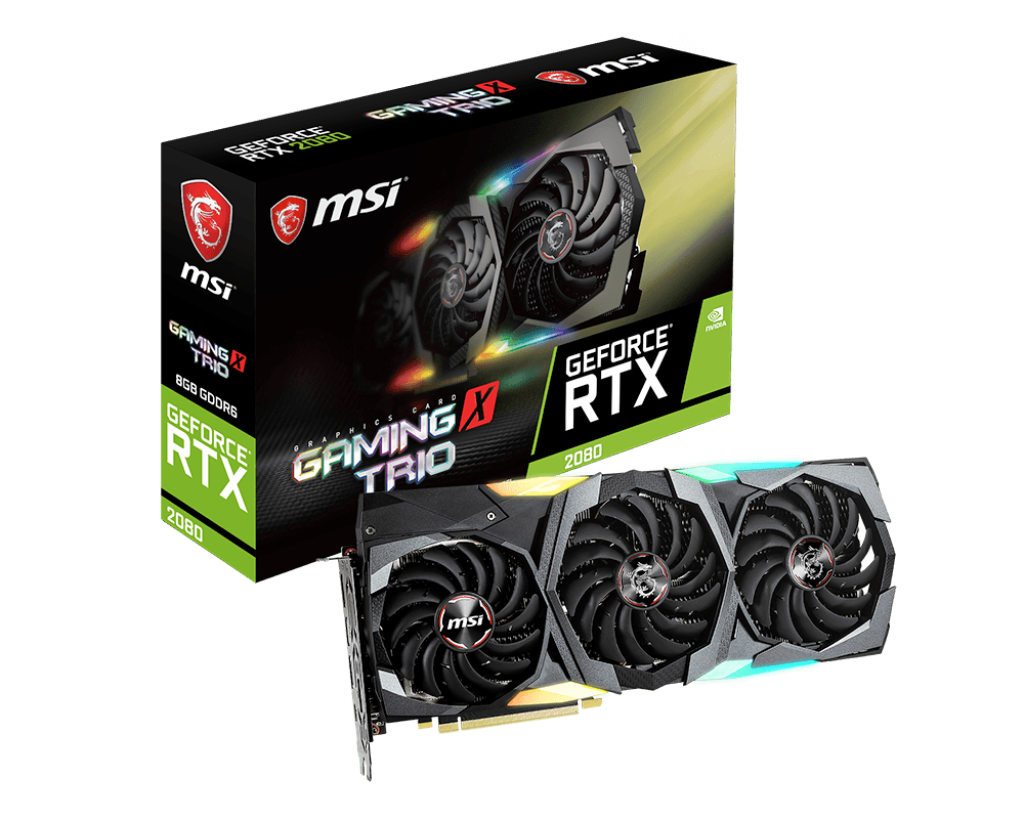 GEFORCE
RTX 2080
GAMING X
TRIO
msi
msi
GAMING X
TRIO
8GB GDDR6
GEFORCE®
RTX
2080
msi®
GRAPHICS CARD
GAMING X
TRIO
GEFORCE®
RTX
2080
NVIDIA
msi